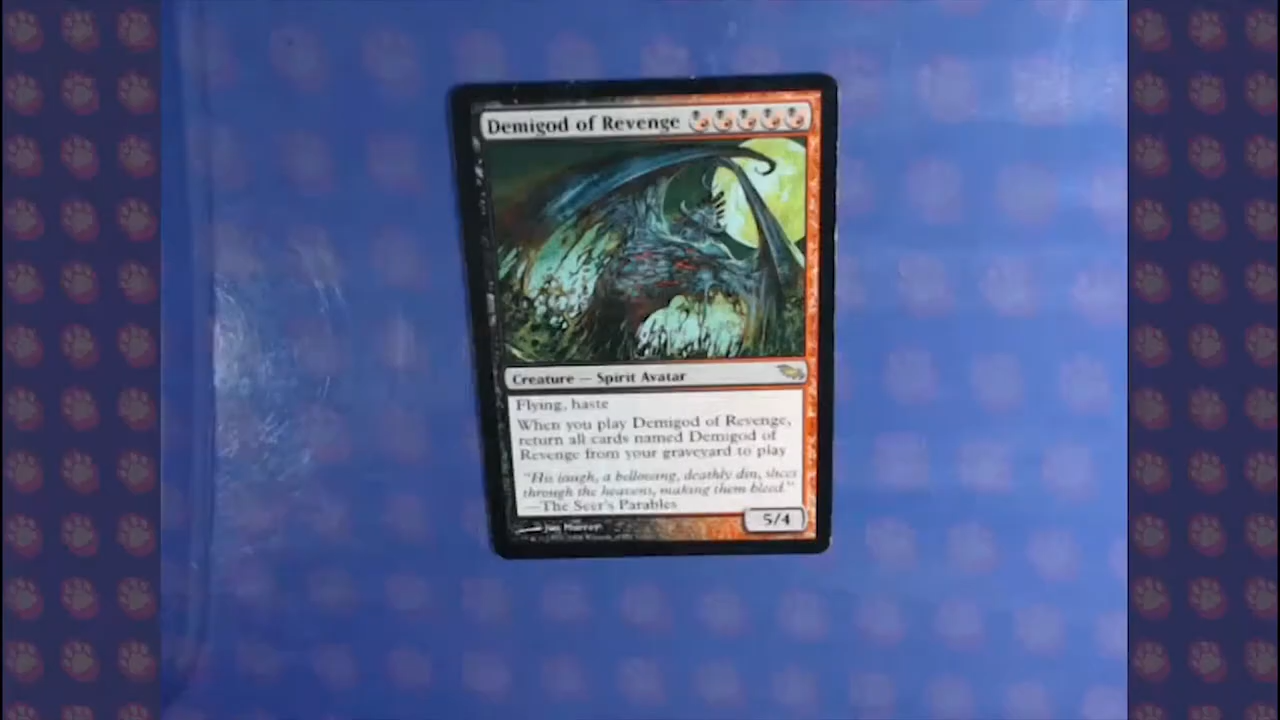 Demigod of Revenge
Creature — Spirit Avatar
Flying, haste
When you play Demigod of Revenge,
return all cards named Demigod of
Revenge from your graveyard to play
"His laugh, a bellowing, deathly din, slices
through the heavens, making them bleed."
—The Seer's Parables
5/4
Jim Murray